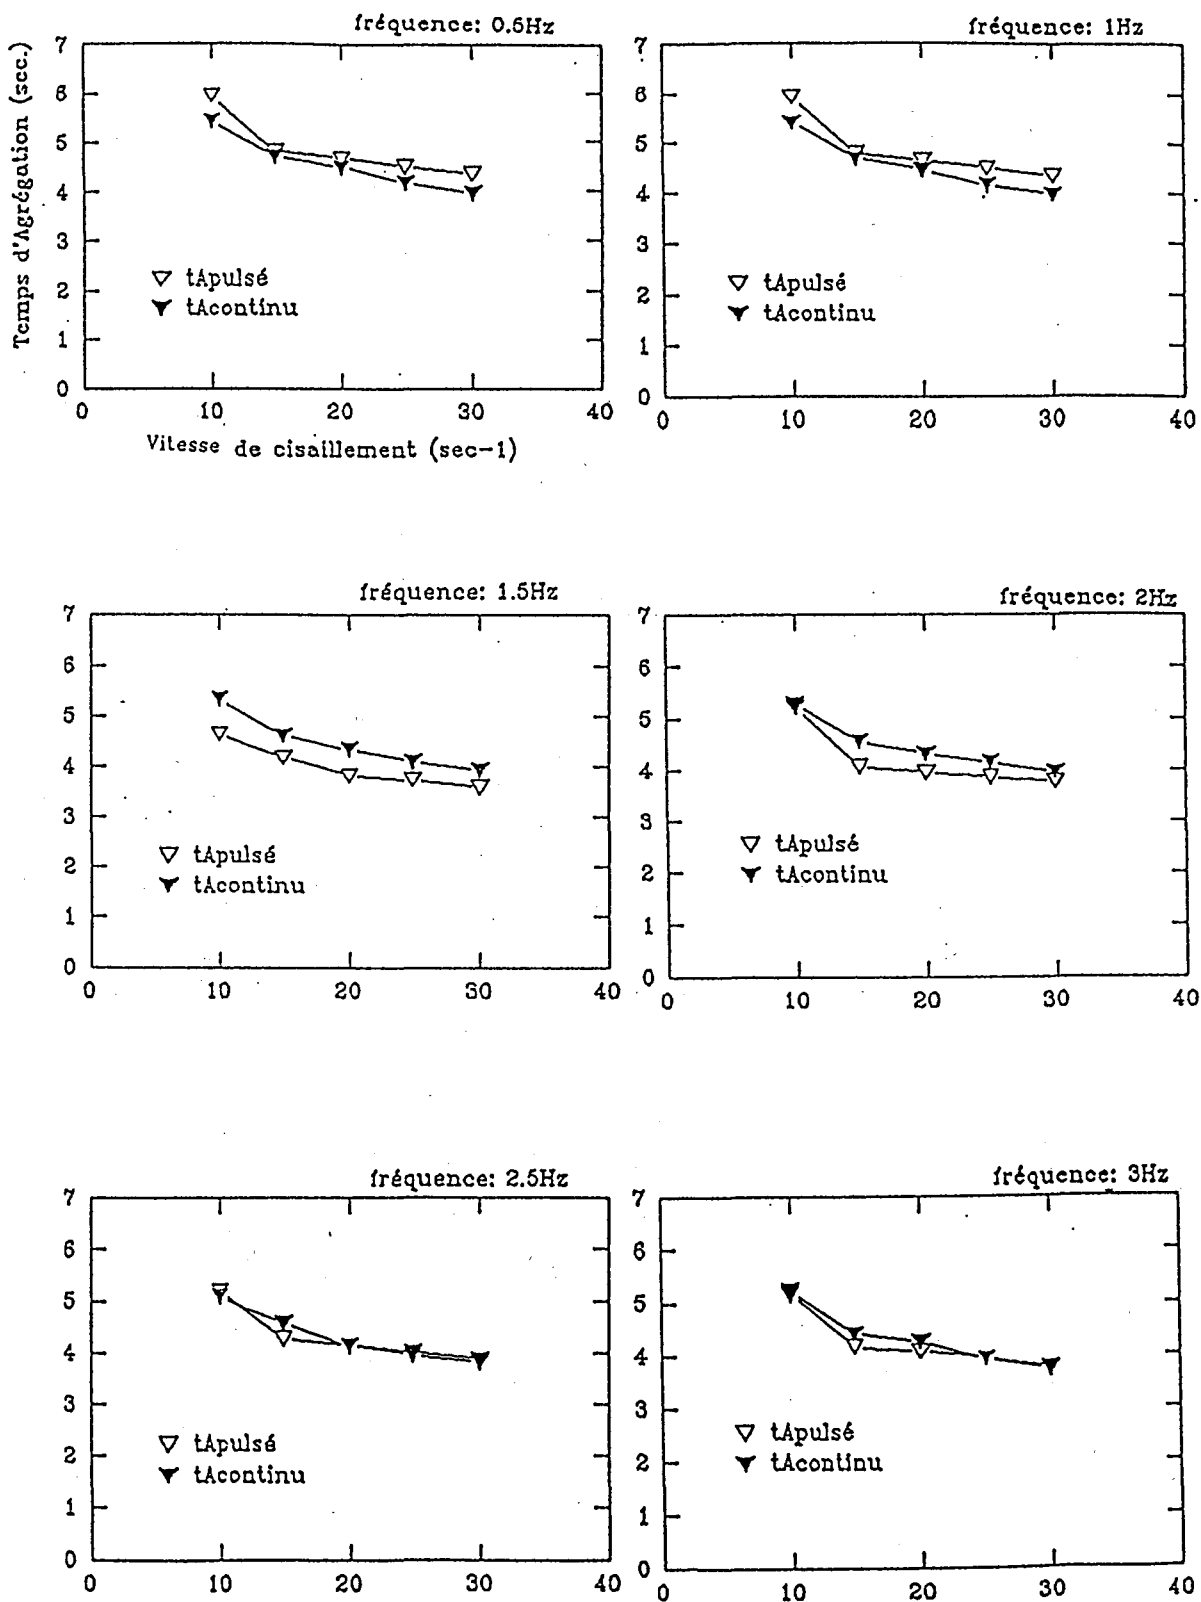 fréquence: 0.5Hz
Temps d'Agrégation (sec.)
7
6
5
4
3
2
1
0
▽ tApulsé
▼ tAcontinu
0 10 20 30 40
Vitesse de cisaillement (sec-1)
fréquence: 1Hz
7
6
5
4
3
2
1
0
▽ tApulsé
▼ tAcontinu
0 10 20 30 40
fréquence: 1.5Hz
7
6
5
4
3
2
1
0
▽ tApulsé
▼ tAcontinu
0 10 20 30 40
fréquence: 2Hz
7
6
5
4
3
2
1
0
▽ tApulsé
▼ tAcontinu
0 10 20 30 40
fréquence: 2.5Hz
7
6
5
4
3
2
1
0
▽ tApulsé
▼ tAcontinu
0 10 20 30 40
fréquence: 3Hz
7
6
5
4
3
2
1
0
▽ tApulsé
▼ tAcontinu
0 10 20 30 40